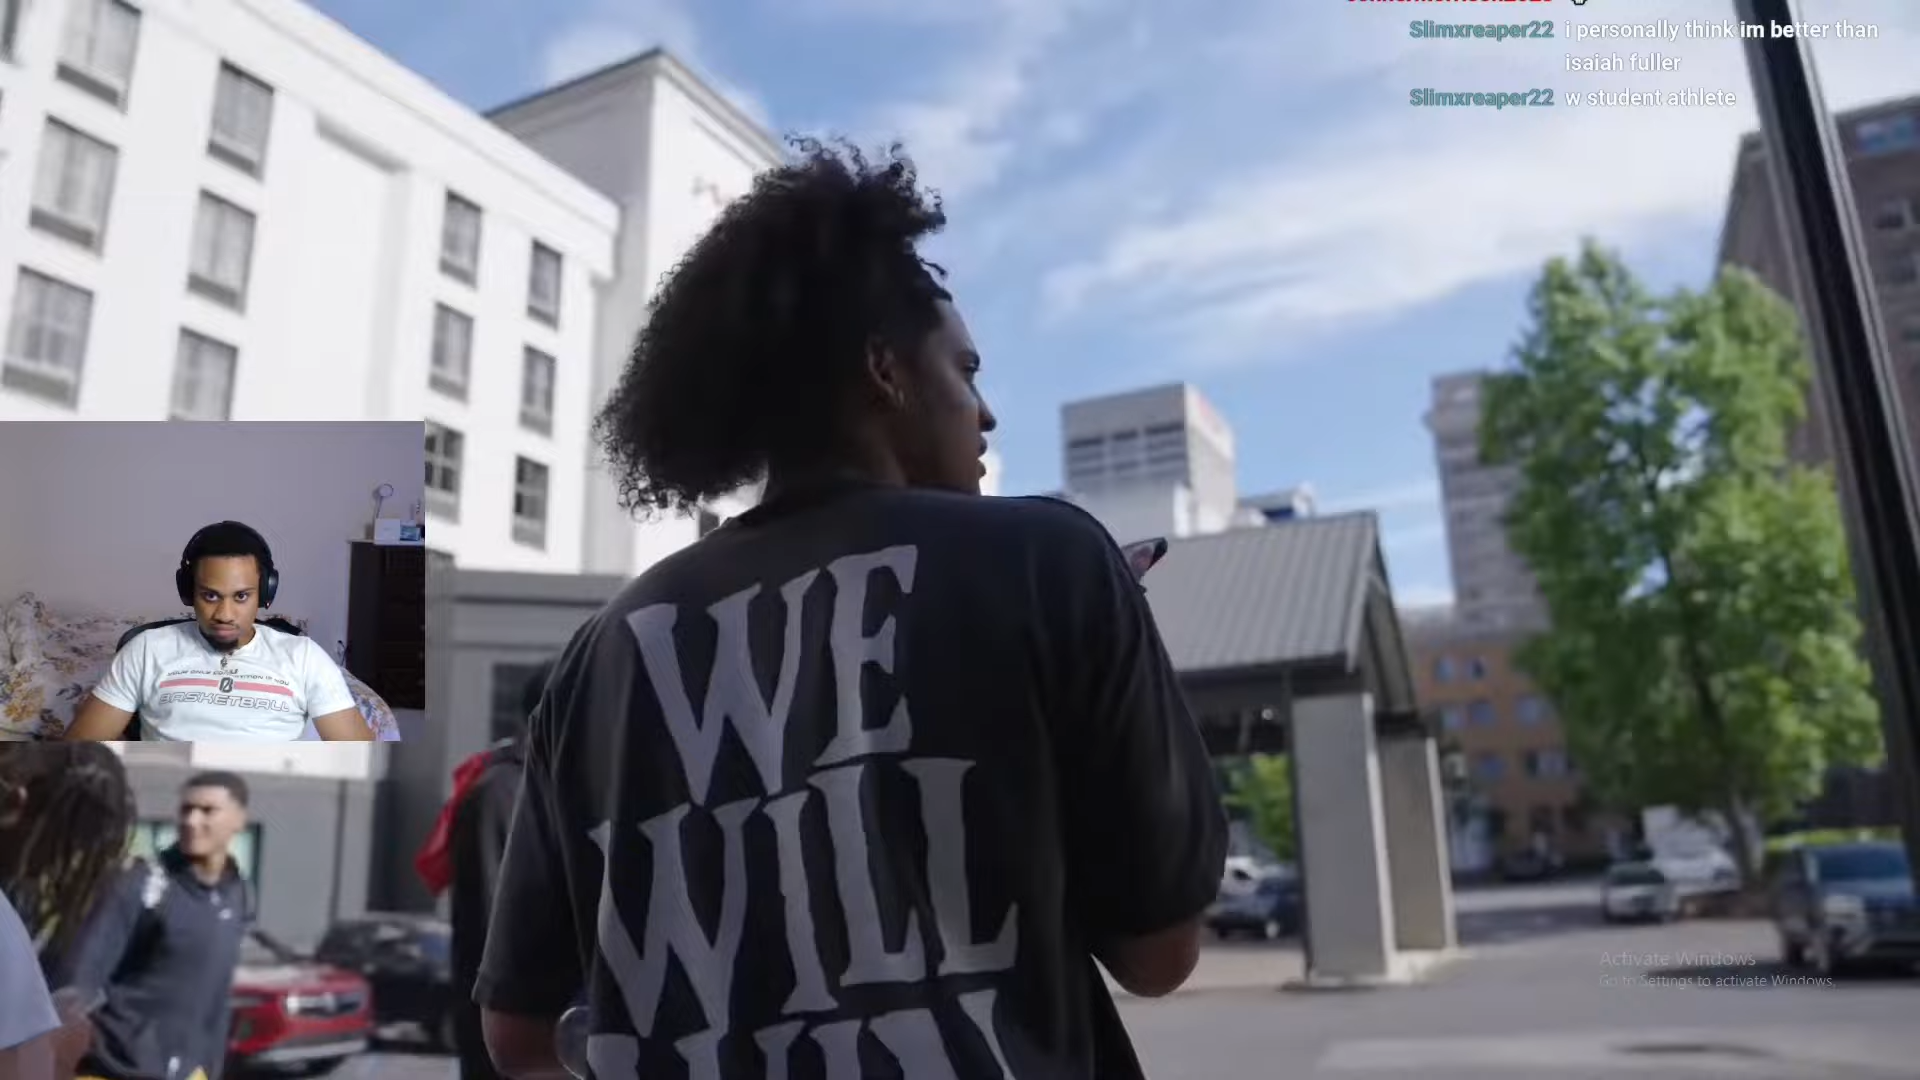 Slimxreaper22 i personally think im better than
isaiah fuller
Slimxreaper22 w student athlete
WE
WILL
BASKETBALL
Activate Windows
Go to Settings to activate Windows.